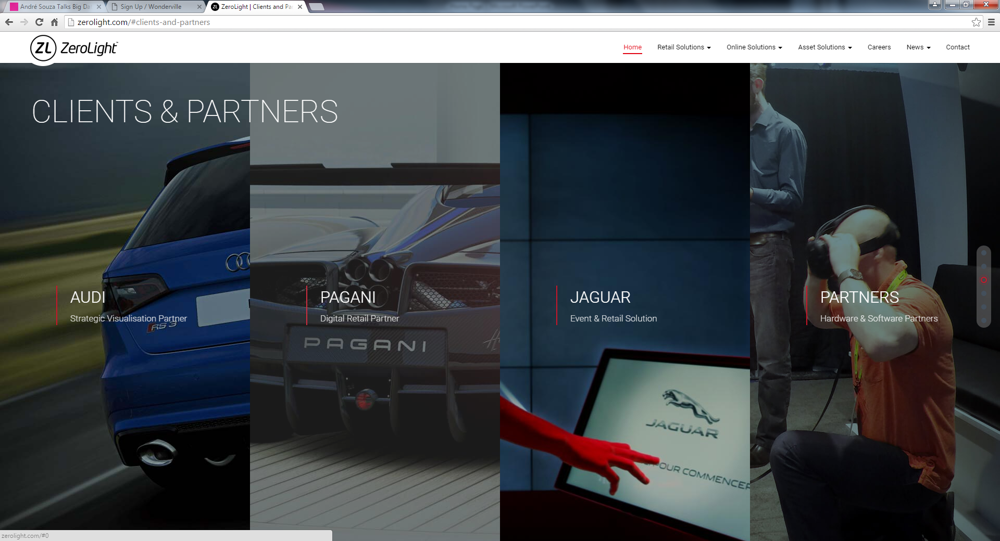 André Souza Talks Big Da
Sign Up / Wonderville
ZeroLight | Clients and Pa
zerolight.com/#clients-and-partners
ZL ZEROLIGHT™
Home
Retail Solutions
Online Solutions
Asset Solutions
Careers
News
Contact
CLIENTS & PARTNERS
AUDI
Strategic Visualisation Partner
RS 3
PAGANI
Digital Retail Partner
PAGANI
JAGUAR
Event & Retail Solution
JAGUAR
POUR COMMENCER
PARTNERS
Hardware & Software Partners
zerolight.com/#0